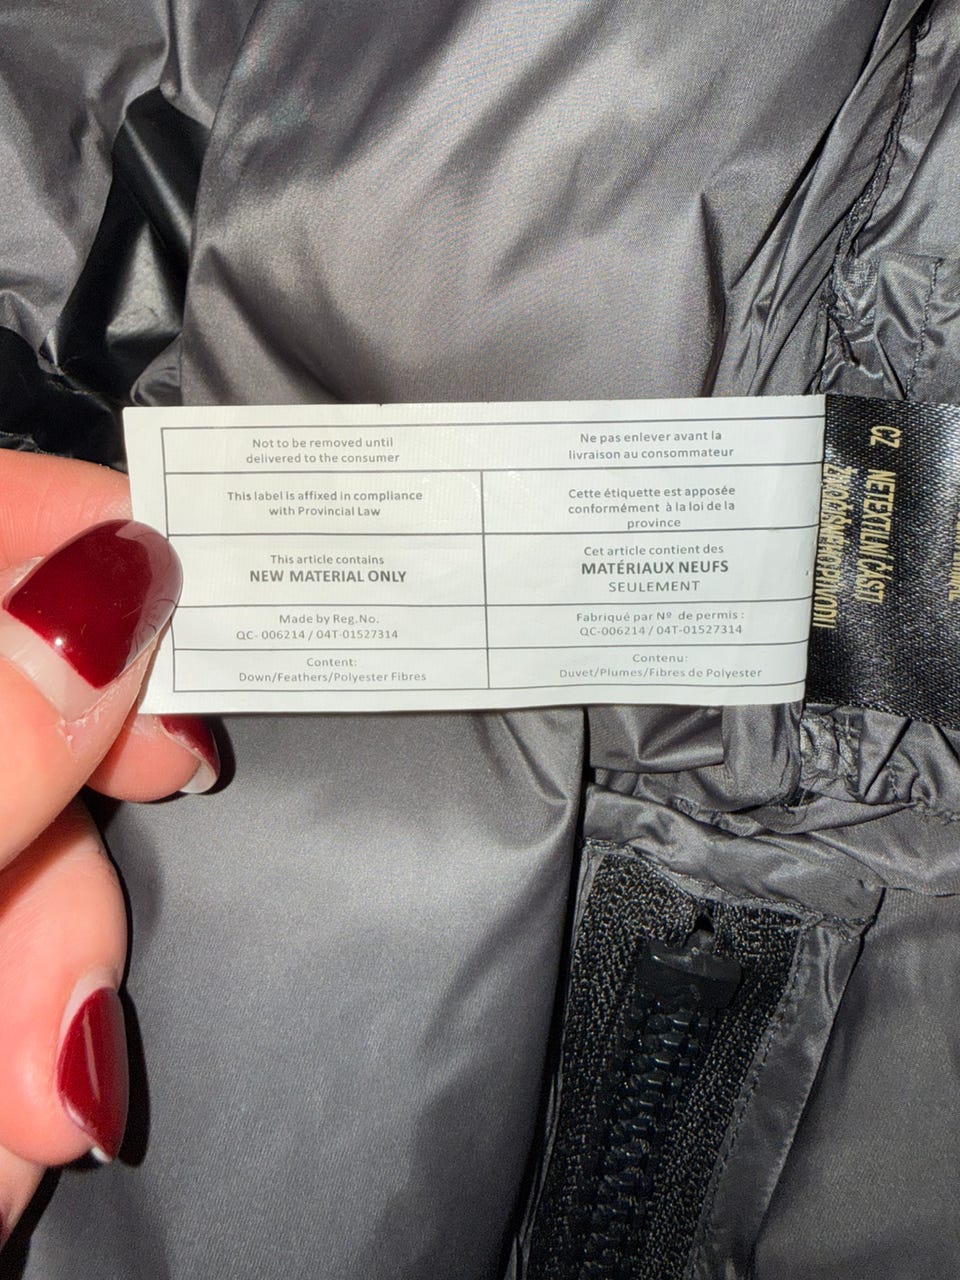 Not to be removed until
delivered to the consumer
Ne pas enlever avant la
livraison au consommateur
This label is affixed in compliance
with Provincial Law
Cette étiquette est apposée
conformément à la loi de la
province
This article contains
NEW MATERIAL ONLY
Cet article contient des
MATÉRIAUX NEUFS
SEULEMENT
Made by Reg.No.
QC- 006214 / 04T-01527314
Fabriqué par Nº de permis :
QC-006214 / 04T-01527314
Content:
Down/Feathers/Polyester Fibres
Contenu:
Duvet/Plumes/Fibres de Polyester
CZ NETEXTILNÍ ČÁSTI